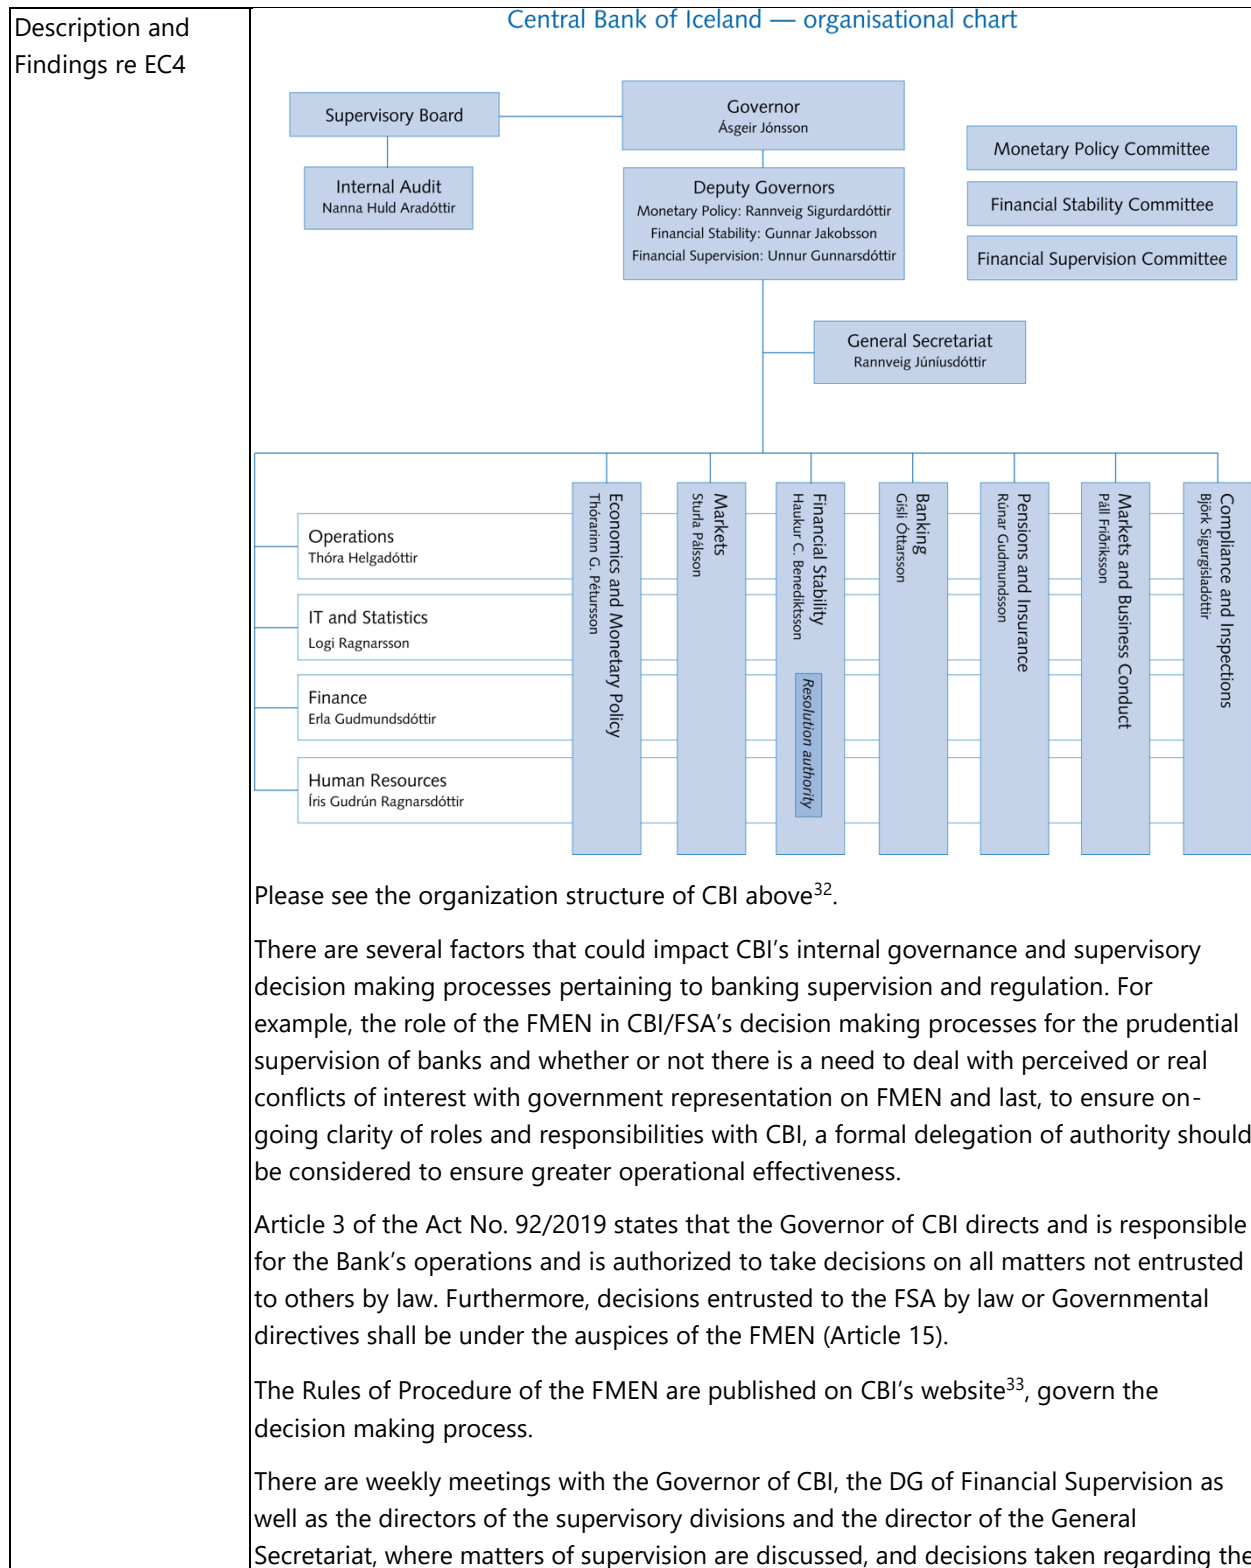 Description and
Findings re EC4
Central Bank of Iceland — organisational chart
Supervisory Board
Governor
Ásgeir Jónsson
Internal Audit
Nanna Huld Aradóttir
Deputy Governors
Monetary Policy: Rannveig Sigurdardóttir
Financial Stability: Gunnar Jakobsson
Financial Supervision: Unnur Gunnarsdóttir
Monetary Policy Committee
Financial Stability Committee
Financial Supervision Committee
General Secretariat
Rannveig Júníusdóttir
Operations
Thóra Helgadóttir
IT and Statistics
Logi Ragnarsson
Finance
Erla Gudmundsdóttir
Human Resources
Íris Gudrún Ragnarsdóttir
Economics and Monetary Policy
Thórarinn G. Pétursson
Markets
Sturla Pálsson
Financial Stability
Haukur C. Benediktsson
Resolution authority
Banking
Gísli Óttarsson
Pensions and Insurance
Rúnar Gudmundsson
Markets and Business Conduct
Páll Friðriksson
Compliance and Inspections
Björk Sigurgísladóttir
Please see the organization structure of CBI above32.
There are several factors that could impact CBI’s internal governance and supervisory
decision making processes pertaining to banking supervision and regulation. For
example, the role of the FMEN in CBI/FSA’s decision making processes for the prudential
supervision of banks and whether or not there is a need to deal with perceived or real
conflicts of interest with government representation on FMEN and last, to ensure on-
going clarity of roles and responsibilities with CBI, a formal delegation of authority should
be considered to ensure greater operational effectiveness.
Article 3 of the Act No. 92/2019 states that the Governor of CBI directs and is responsible
for the Bank’s operations and is authorized to take decisions on all matters not entrusted
to others by law. Furthermore, decisions entrusted to the FSA by law or Governmental
directives shall be under the auspices of the FMEN (Article 15).
The Rules of Procedure of the FMEN are published on CBI’s website33, govern the
decision making process.
There are weekly meetings with the Governor of CBI, the DG of Financial Supervision as
well as the directors of the supervisory divisions and the director of the General
Secretariat, where matters of supervision are discussed, and decisions taken regarding the